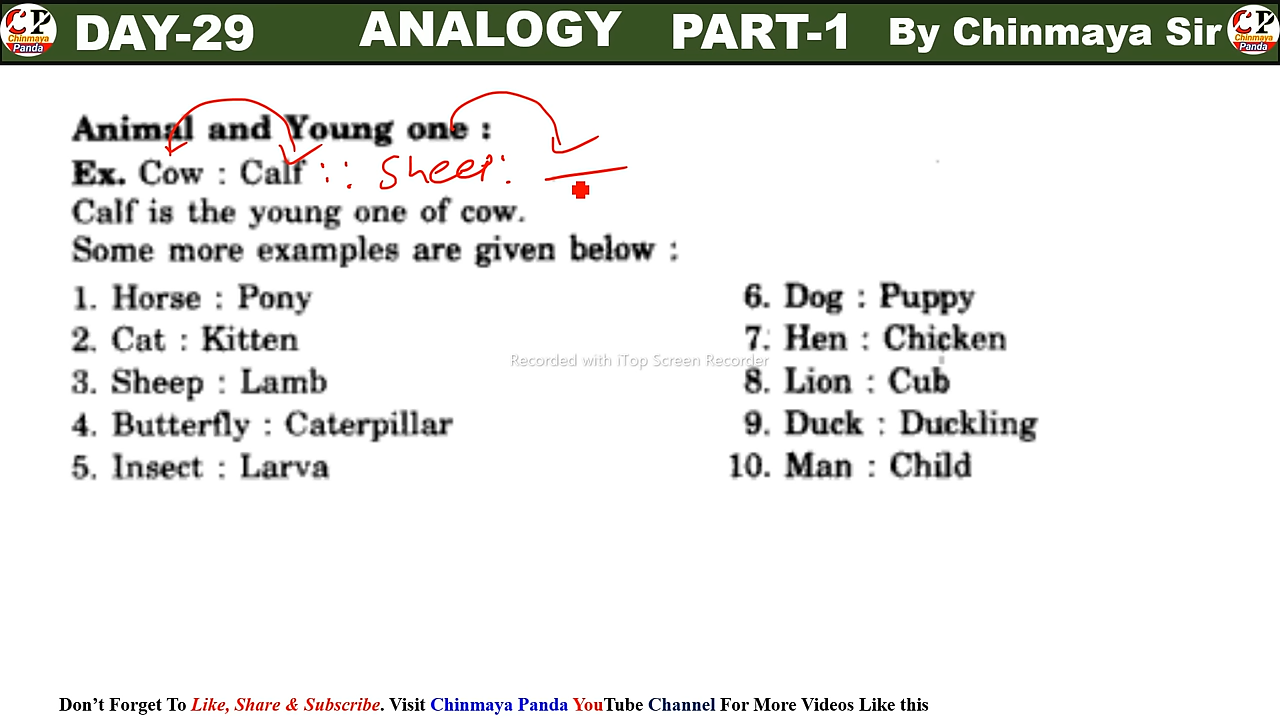 CP Chinmaya Panda DAY-29 ANALOGY PART-1 By Chinmaya Sir CP Chinmaya Panda
Animal and Young one :
Ex. Cow : Calf :: Sheep: __
Calf is the young one of cow.
Some more examples are given below :
1. Horse : Pony
2. Cat : Kitten
3. Sheep : Lamb
4. Butterfly : Caterpillar
5. Insect : Larva
6. Dog : Puppy
7. Hen : Chicken
8. Lion : Cub
9. Duck : Duckling
10. Man : Child
Recorded with iTop Screen Recorder
Don't Forget To Like, Share & Subscribe. Visit Chinmaya Panda YouTube Channel For More Videos Like this